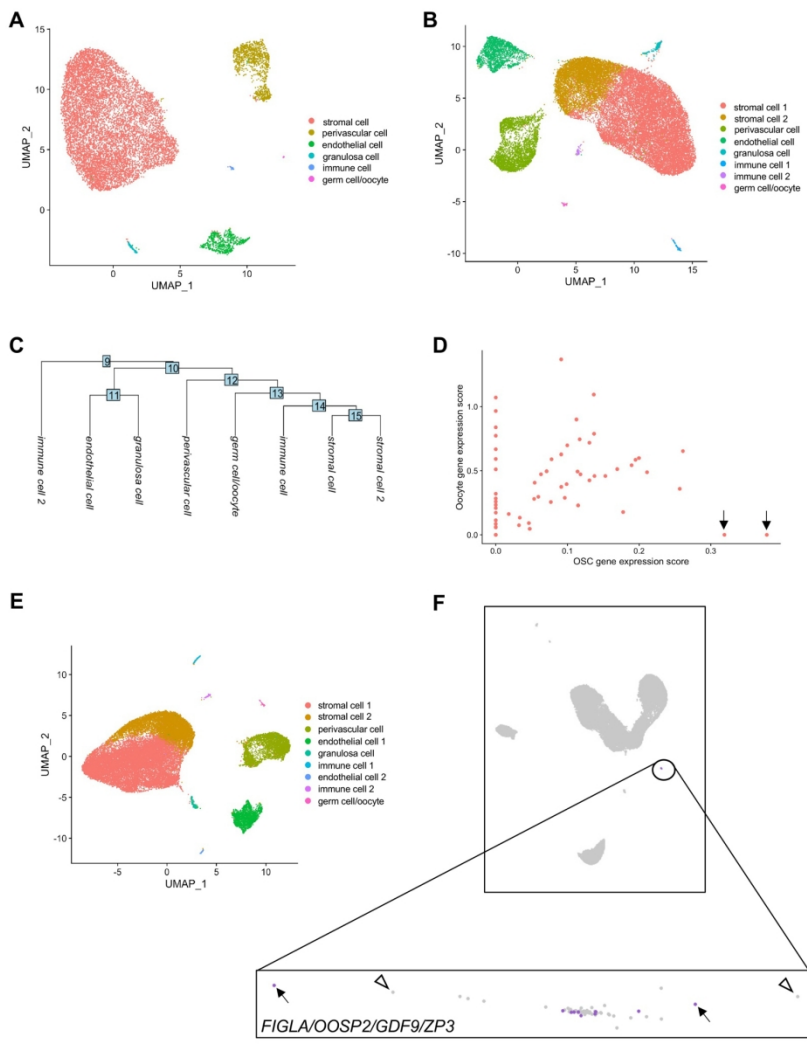 A
15
10
5
0
UMAP_2
0
5
10
UMAP_1
stromal cell
perivascular cell
endothelial cell
granulosa cell
immune cell
germ cell/oocyte
B
10
5
0
-5
-10
UMAP_2
0
5
10
15
UMAP_1
stromal cell 1
stromal cell 2
perivascular cell
endothelial cell
granulosa cell
immune cell 1
immune cell 2
germ cell/oocyte
C
9
10
11
12
13
14
15
immune cell 2
endothelial cell
granulosa cell
perivascular cell
germ cell/oocyte
immune cell
stromal cell
stromal cell 2
D
Oocyte gene expression score
1.0
0.5
0.0
0.0
0.1
0.2
0.3
OSC gene expression score
E
10
5
0
-5
-10
UMAP_2
-5
0
5
10
UMAP_1
stromal cell 1
stromal cell 2
perivascular cell
endothelial cell 1
granulosa cell
immune cell 1
endothelial cell 2
immune cell 2
germ cell/oocyte
F
FIGLA/OOSP2/GDF9/ZP3